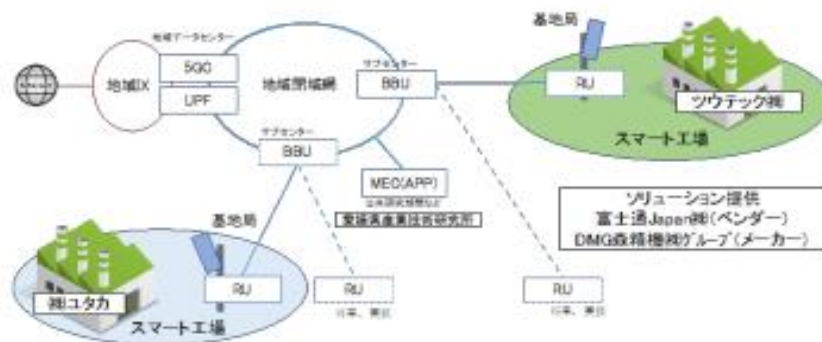 地域データセンター
5GC
UPF
地域IX
地域閉域網
サブセンター
BBU
サブセンター
BBU
MEC(APP)
愛媛県産業技術研究所
基地局
RU
ツウテック㈱
スマート工場
ソリューション提供
富士通Japan㈱(ベンダー)
DMG森精機㈱グループ(メーカー)
基地局
RU
㈱ユタカ
スマート工場
RU
RU